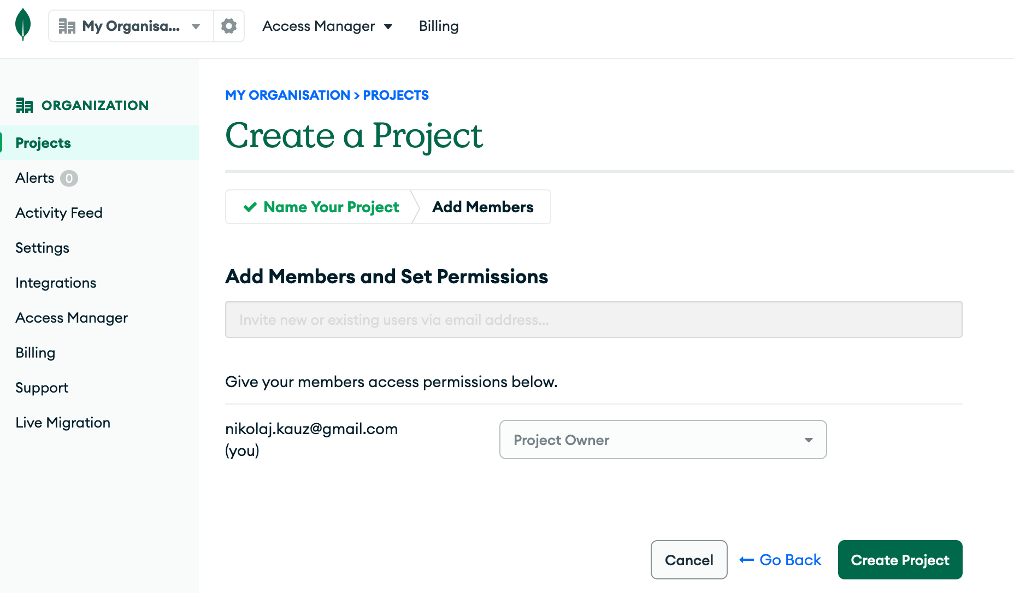 My Organisa...
Access Manager
Billing
ORGANIZATION
Projects
Alerts 0
Activity Feed
Settings
Integrations
Access Manager
Billing
Support
Live Migration
MY ORGANISATION > PROJECTS
Create a Project
Name Your Project
Add Members
Add Members and Set Permissions
Invite new or existing users via email address...
Give your members access permissions below.
nikolaj.kauz@gmail.com
(you)
Project Owner
Cancel
Go Back
Create Project